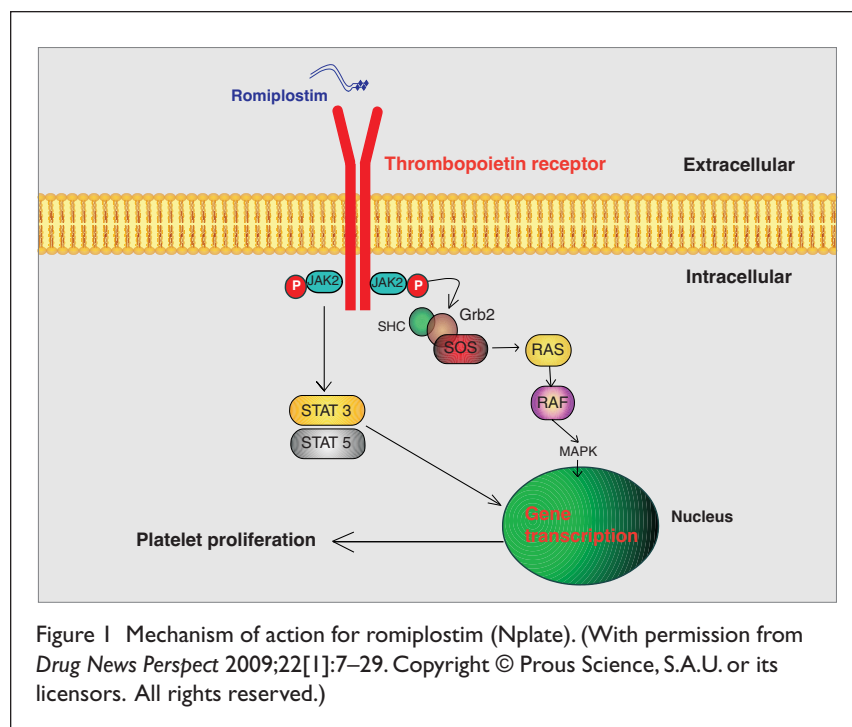 Romiplostim
Thrombopoietin receptor
Extracellular
Intracellular
P
JAK2
JAK2
P
SHC
Grb2
SOS
RAS
RAF
MAPK
STAT 3
STAT 5
Gene
transcription
Nucleus
Platelet proliferation
Figure 1 Mechanism of action for romiplostim (Nplate). (With permission from
Drug News Perspect 2009;22[1]:7–29. Copyright © Prous Science, S.A.U. or its
licensors. All rights reserved.)